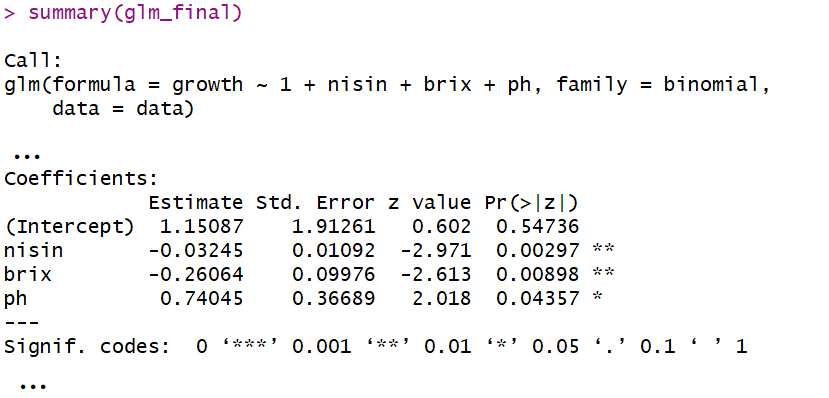 > summary(glm_final)
Call:
glm(formula = growth ~ 1 + nisin + brix + ph, family = binomial,
    data = data)
...
Coefficients:
            Estimate Std. Error z value Pr(>|z|)
(Intercept)  1.15087    1.91261   0.602  0.54736
nisin       -0.03245    0.01092  -2.971  0.00297 **
brix        -0.26064    0.09976  -2.613  0.00898 **
ph           0.74045    0.36689   2.018  0.04357 *
---
Signif. codes:  0 ‘***’ 0.001 ‘**’ 0.01 ‘*’ 0.05 ‘.’ 0.1 ‘ ’ 1
...